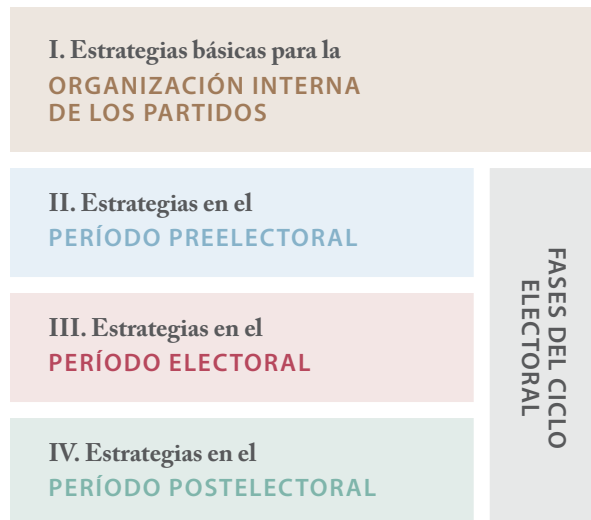 I. Estrategias básicas para la
ORGANIZACIÓN INTERNA
DE LOS PARTIDOS
II. Estrategias en el
PERÍODO PREELECTORAL
III. Estrategias en el
PERÍODO ELECTORAL
IV. Estrategias en el
PERÍODO POSTELECTORAL
FASES DEL CICLO
ELECTORAL